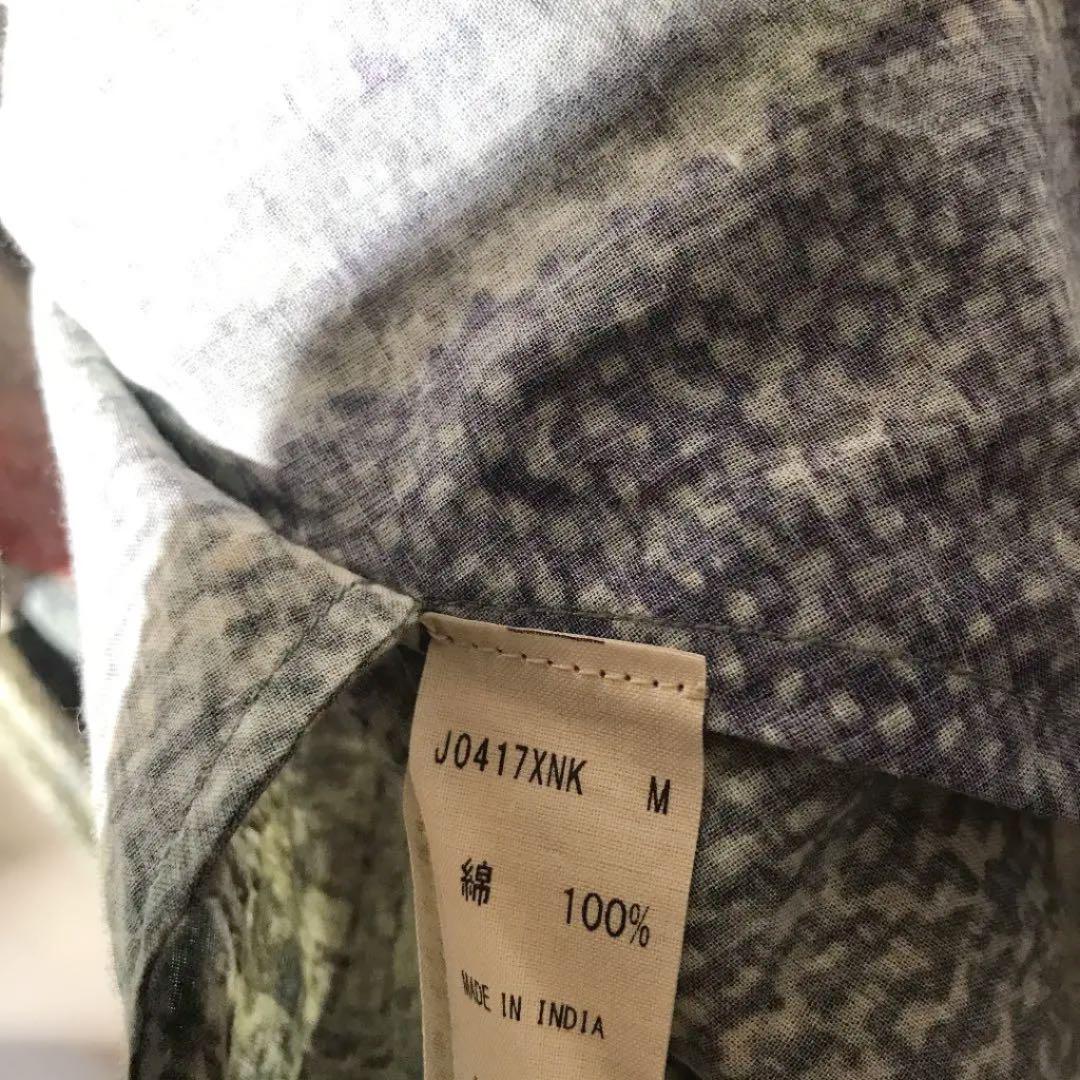 J0417XNK M
綿 100%
MADE IN INDIA